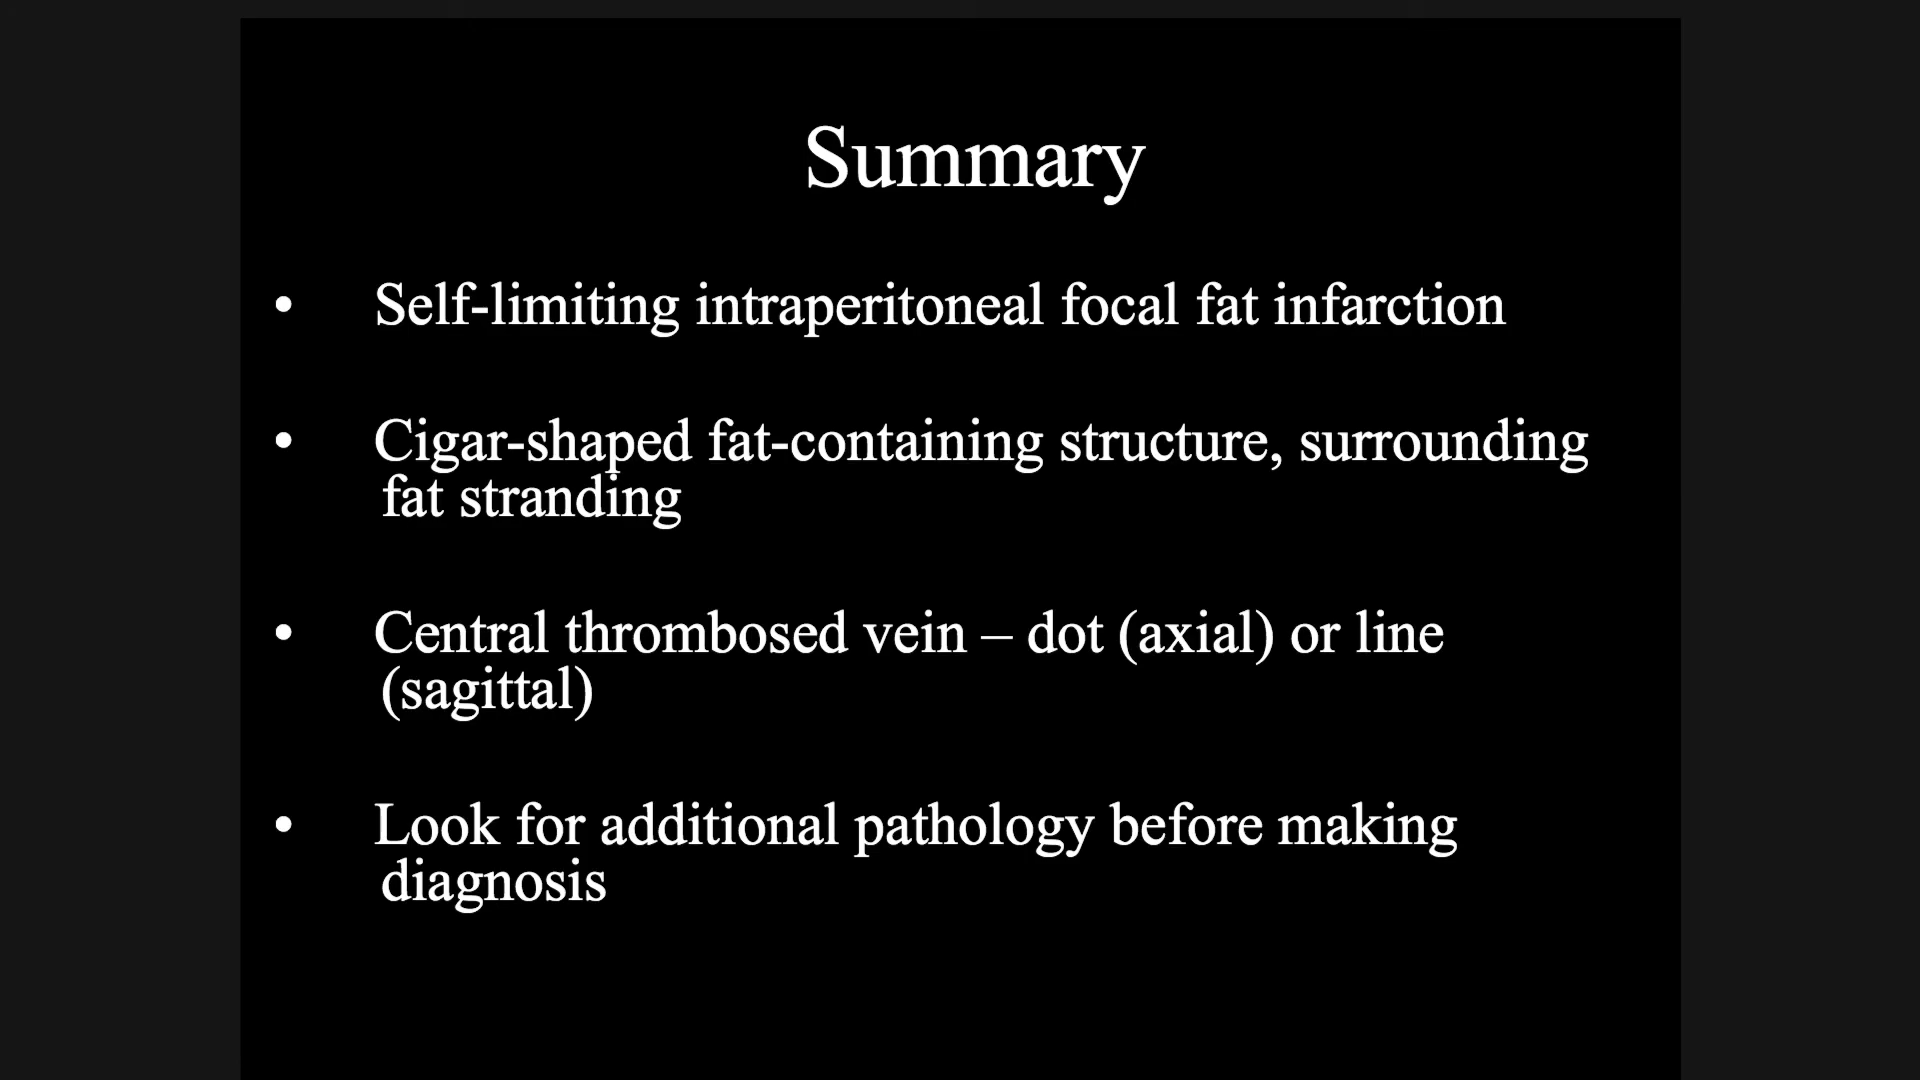 Summary
• Self-limiting intraperitoneal focal fat infarction
• Cigar-shaped fat-containing structure, surrounding
fat stranding
• Central thrombosed vein – dot (axial) or line
(sagittal)
• Look for additional pathology before making
diagnosis